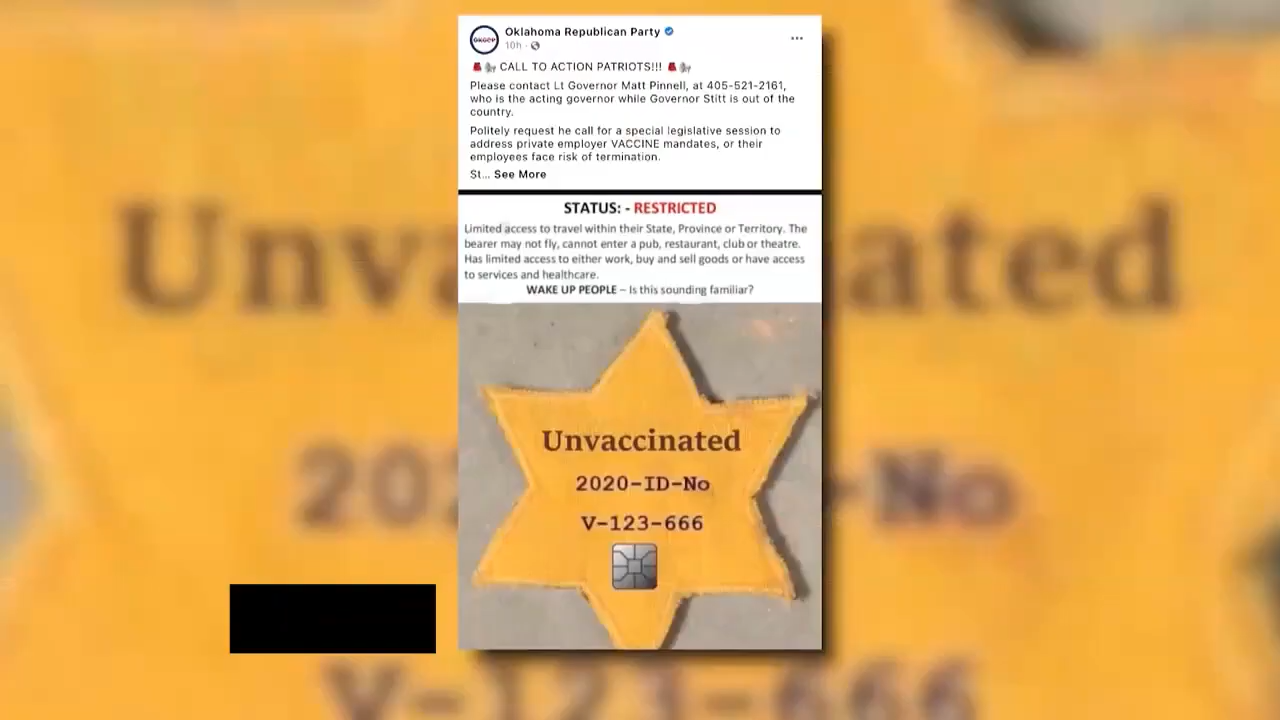 OKGOP
Oklahoma Republican Party
10h ·
CALL TO ACTION PATRIOTS!!!
Please contact Lt Governor Matt Pinnell, at 405-521-2161,
who is the acting governor while Governor Stitt is out of the
country.
Politely request he call for a special legislative session to
address private employer VACCINE mandates, or their
employees face risk of termination.
St... See More
STATUS: - RESTRICTED
Limited access to travel within their State, Province or Territory. The
bearer may not fly, cannot enter a pub, restaurant, club or theatre.
Has limited access to either work, buy and sell goods or have access
to services and healthcare.
WAKE UP PEOPLE – Is this sounding familiar?
Unvaccinated
2020-ID-No
V-123-666